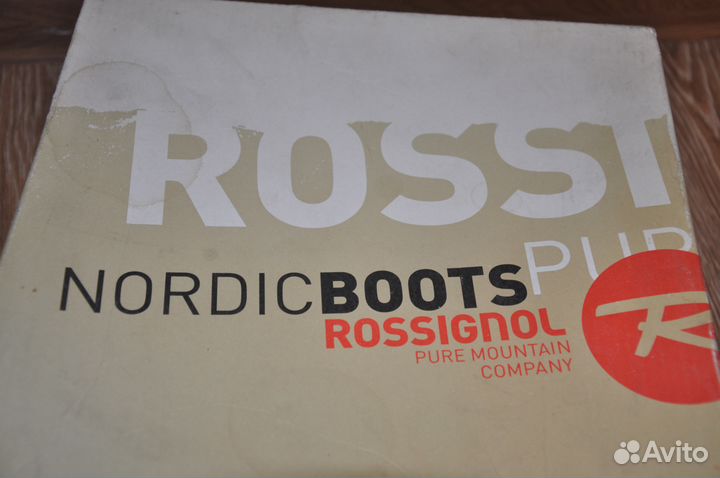 ROSSI
PUR
NORDICBOOTS
ROSSIGNOL
PURE MOUNTAIN
COMPANY
R
Avito